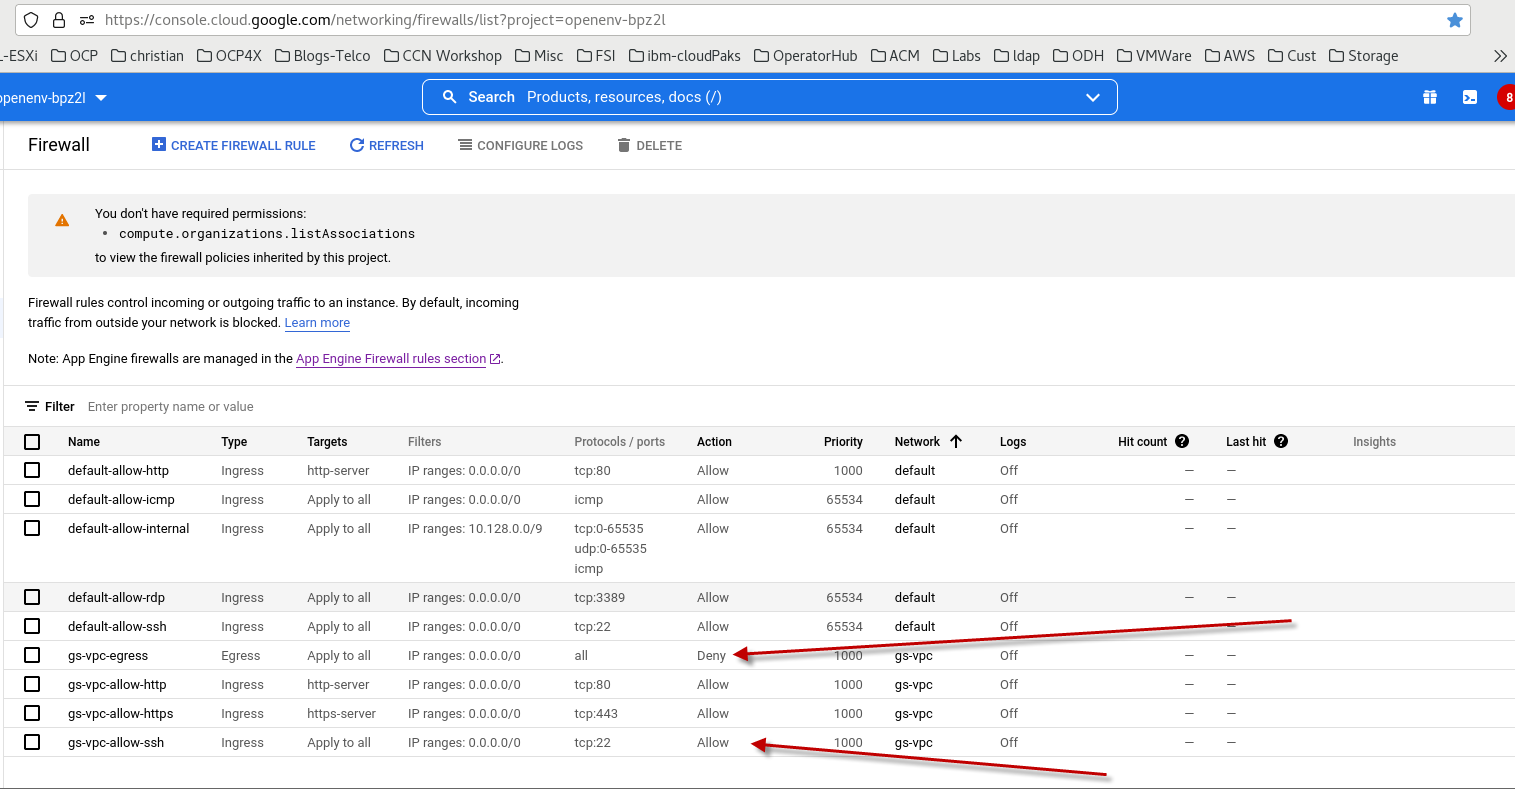 https://console.cloud.google.com/networking/firewalls/list?project=openenv-bpz2l
L-ESXi OCP christian OCP4X Blogs-Telco CCN Workshop Misc FSI ibm-cloudPaks OperatorHub ACM Labs ldap ODH VMWare AWS Cust Storage
openenv-bpz2l Search Products, resources, docs (/) 8
Firewall CREATE FIREWALL RULE REFRESH CONFIGURE LOGS DELETE
You don't have required permissions:
• compute.organizations.listAssociations
to view the firewall policies inherited by this project.
Firewall rules control incoming or outgoing traffic to an instance. By default, incoming
traffic from outside your network is blocked. Learn more
Note: App Engine firewalls are managed in the App Engine Firewall rules section.
Filter Enter property name or value
Name Type Targets Filters Protocols / ports Action Priority Network Logs Hit count Last hit Insights
default-allow-http Ingress http-server IP ranges: 0.0.0.0/0 tcp:80 Allow 1000 default Off — —
default-allow-icmp Ingress Apply to all IP ranges: 0.0.0.0/0 icmp Allow 65534 default Off — —
default-allow-internal Ingress Apply to all IP ranges: 10.128.0.0/9 tcp:0-65535 Allow 65534 default Off — —
udp:0-65535
icmp
default-allow-rdp Ingress Apply to all IP ranges: 0.0.0.0/0 tcp:3389 Allow 65534 default Off — —
default-allow-ssh Ingress Apply to all IP ranges: 0.0.0.0/0 tcp:22 Allow 65534 default Off — —
gs-vpc-egress Egress Apply to all IP ranges: 0.0.0.0/0 all Deny 1000 gs-vpc Off — —
gs-vpc-allow-http Ingress http-server IP ranges: 0.0.0.0/0 tcp:80 Allow 1000 gs-vpc Off — —
gs-vpc-allow-https Ingress https-server IP ranges: 0.0.0.0/0 tcp:443 Allow 1000 gs-vpc Off — —
gs-vpc-allow-ssh Ingress Apply to all IP ranges: 0.0.0.0/0 tcp:22 Allow 1000 gs-vpc Off — —